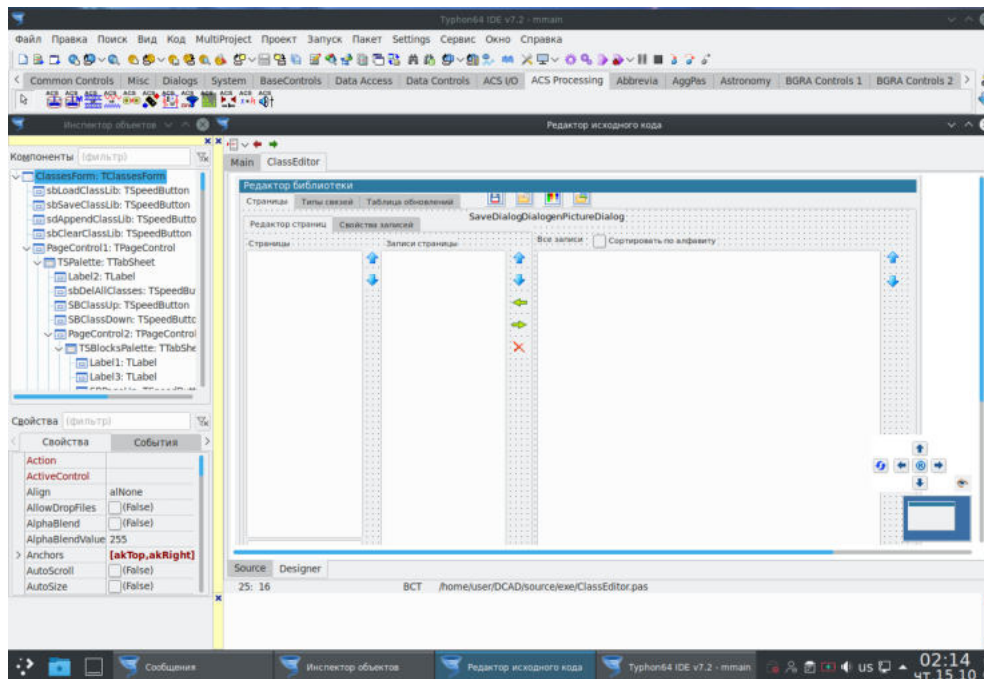 Typhon64 IDE v7.2 - mmain
Файл Правка Поиск Вид Код MultiProject Проект Запуск Пакет Settings Сервис Окно Справка
Common Controls Misc Dialogs System BaseControls Data Access Data Controls ACS I/O ACS Processing Abbrevia AggPas Astronomy BGRA Controls 1 BGRA Controls 2
Инспектор объектов
Редактор исходного кода
Компоненты (фильтр)
Main ClassEditor
ClassesForm: TClassesForm
sbLoadClassLib: TSpeedButton
sbSaveClassLib: TSpeedButton
sdAppendClassLib: TSpeedButto
sbClearClassLib: TSpeedButton
PageControl1: TPageControl
TSPalette: TTabSheet
Label2: TLabel
sbDelAllClasses: TSpeedBu
SBClassUp: TSpeedButton
SBClassDown: TSpeedButtc
PageControl2: TPageControl
TSBlocksPalette: TTabShe
Label1: TLabel
Label3: TLabel
Редактор библиотеки
Страницы Типы связей Таблица обновлений
SaveDialogDialogenPictureDialog
Редактор страниц Свойства записей
Страницы Записи страницы Все записи Сортировать по алфавиту
Свойства (фильтр)
Свойства События
Action
ActiveControl
Align alNone
AllowDropFiles (False)
AlphaBlend (False)
AlphaBlendValue 255
Anchors [akTop,akRight]
AutoScroll (False)
AutoSize (False)
Source Designer
25: 16 ВСТ /home/user/DCAD/source/exe/ClassEditor.pas
Сообщения Инспектор объектов Редактор исходного кода Typhon64 IDE v7.2 - mmain US 02:14
чт 15.10